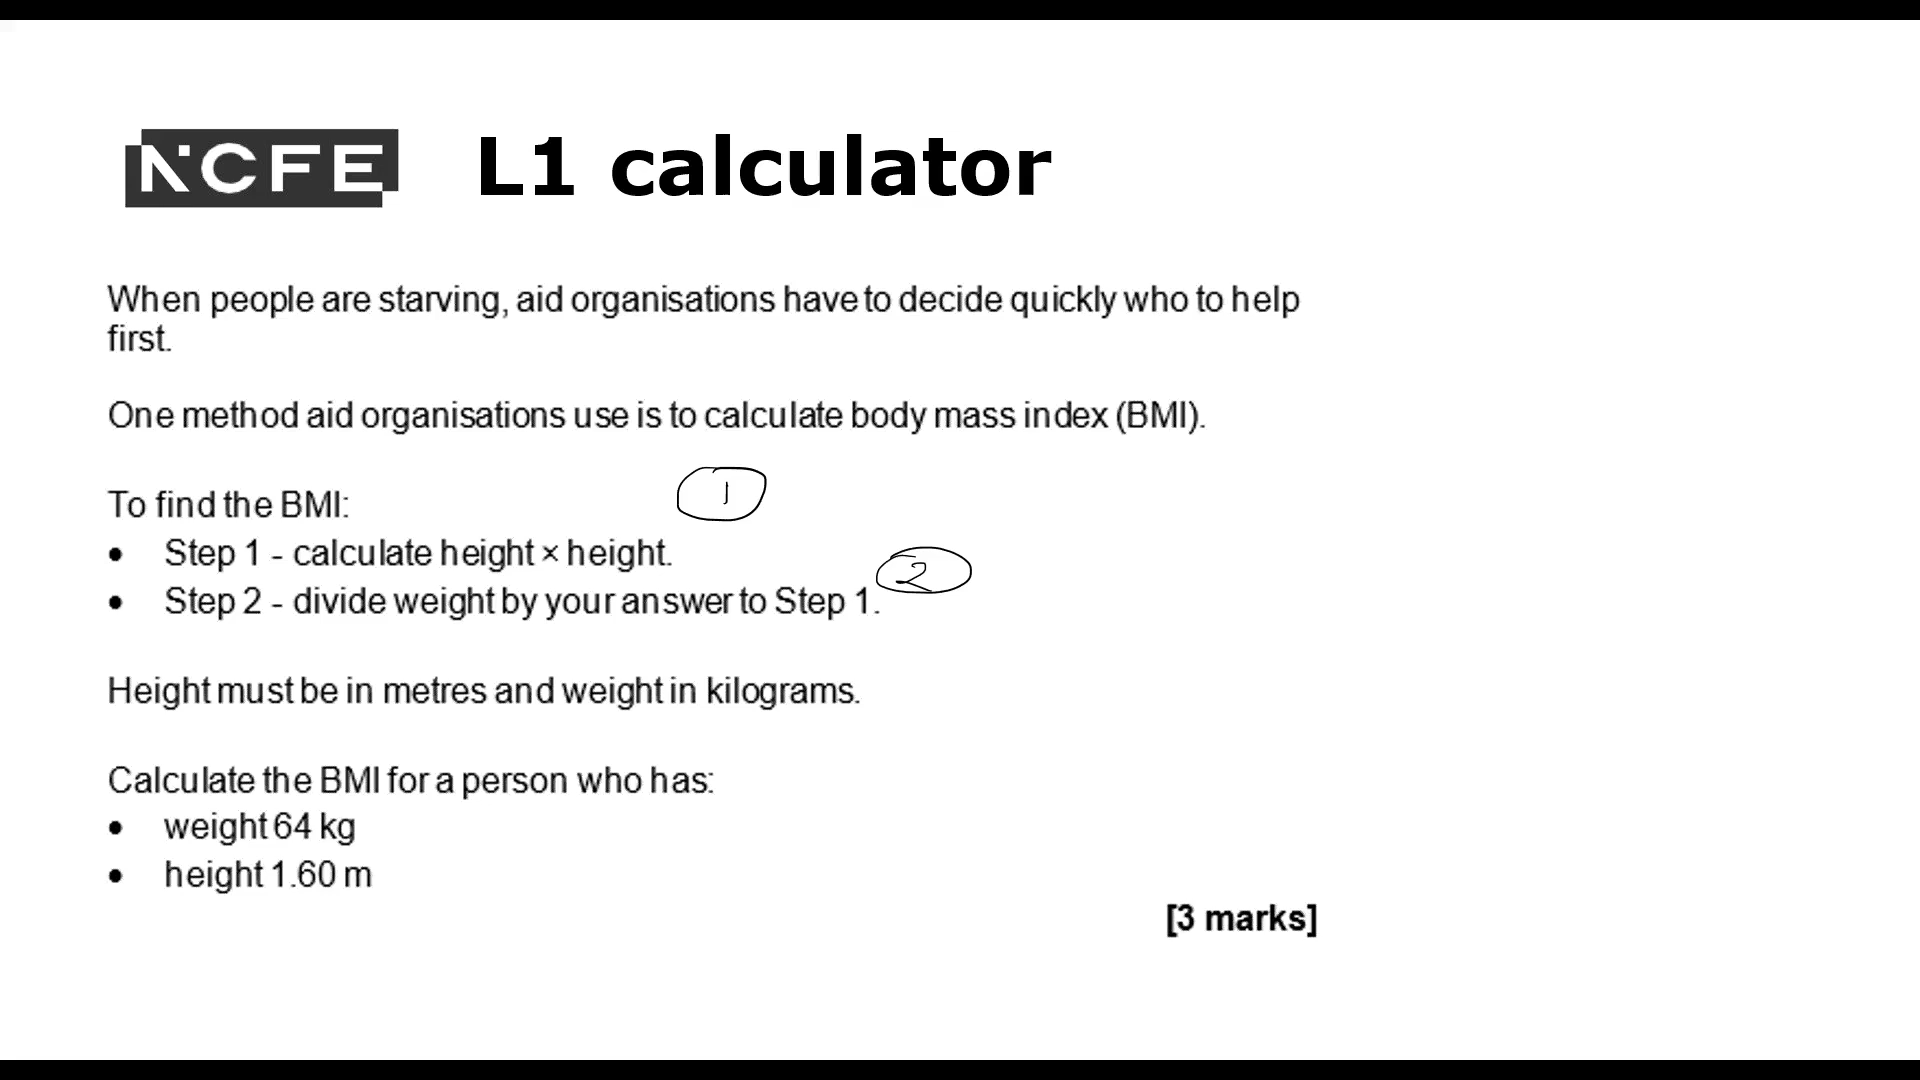 NCFE L1 calculator
When people are starving, aid organisations have to decide quickly who to help
first.
One method aid organisations use is to calculate body mass index (BMI).
1
To find the BMI:
• Step 1 - calculate height × height.
2
• Step 2 - divide weight by your answer to Step 1.
Height must be in metres and weight in kilograms.
Calculate the BMI for a person who has:
• weight 64 kg
• height 1.60 m
[3 marks]